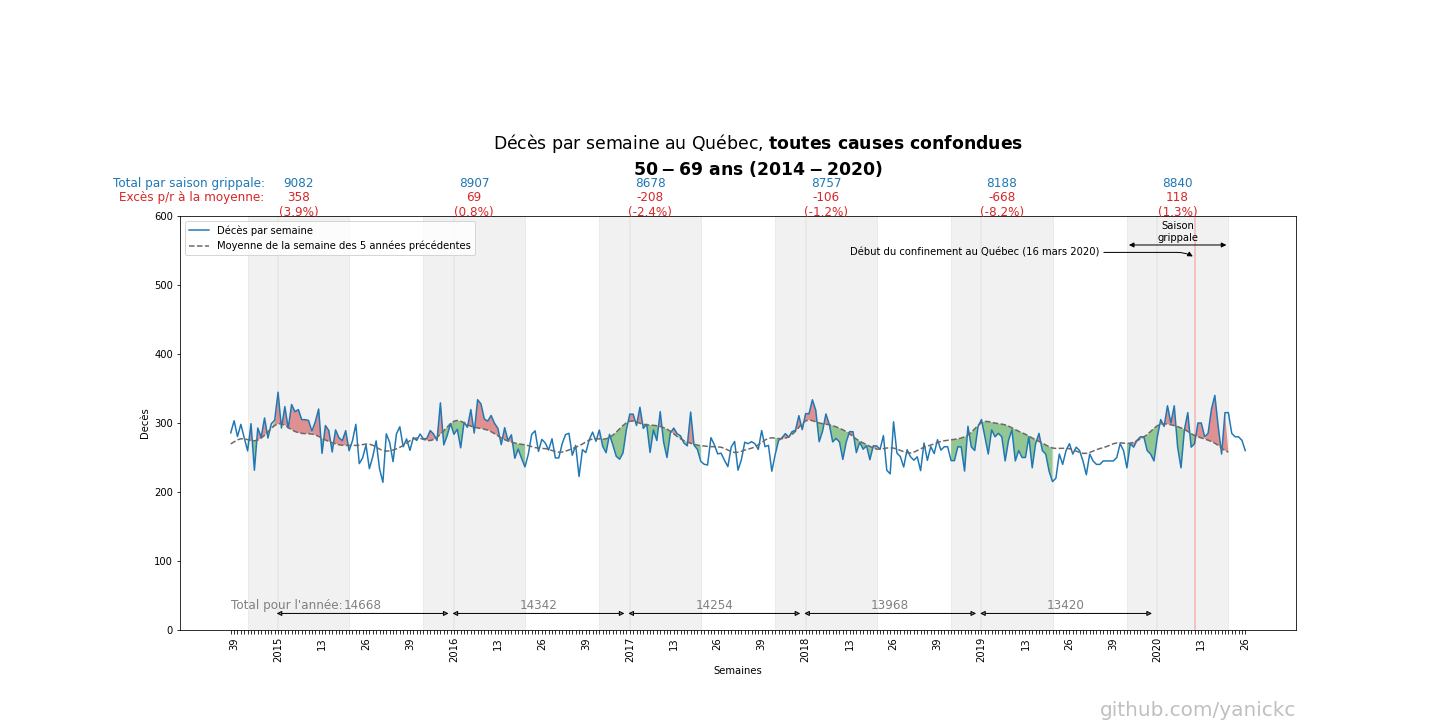 Décès par semaine au Québec, toutes causes confondues
50 – 69 ans (2014 – 2020)
Total par saison grippale: 9082 8907 8678 8757 8188 8840
Excès p/r à la moyenne: 358 69 -208 -106 -668 118
(3.9%) (0.8%) (-2.4%) (-1.2%) (-8.2%) (1.3%)
Décès par semaine
Moyenne de la semaine des 5 années précédentes
Saison
grippale
Début du confinement au Québec (16 mars 2020)
600
500
400
300
200
100
0
Decès
Total pour l'année: 14668 14342 14254 13968 13420
39 2015 13 26 39 2016 13 26 39 2017 13 26 39 2018 13 26 39 2019 13 26 39 2020 13 26
Semaines
github.com/yanickc